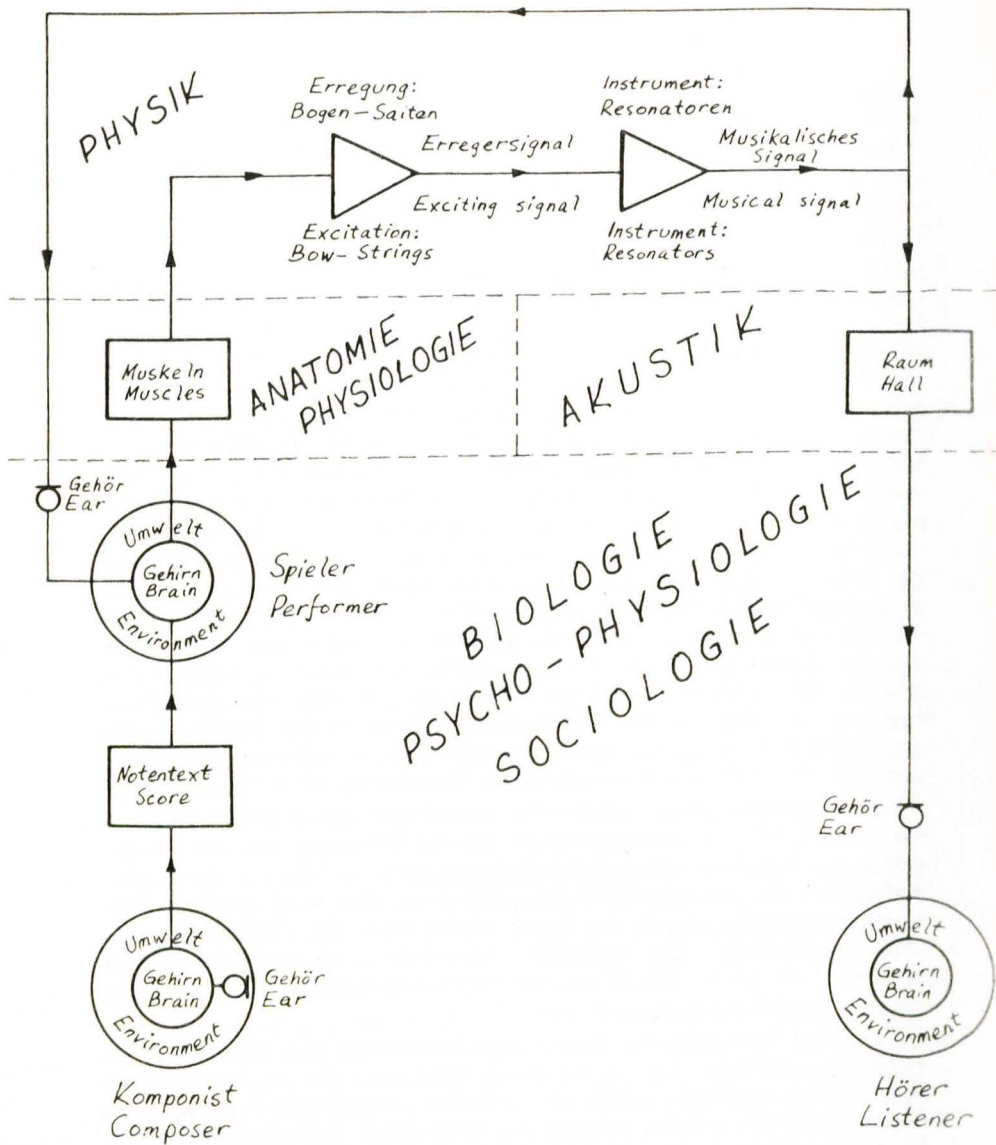 PHYSIK
Erregung:
Bogen-Saiten
Erregersignal
Exciting signal
Excitation:
Bow-Strings
Instrument:
Resonatoren
Musikalisches
Signal
Musical signal
Instrument:
Resonators
Muskeln
Muscles
ANATOMIE
PHYSIOLOGIE
AKUSTIK
Raum
Hall
Gehör
Ear
Umwelt
Gehirn
Brain
Environment
Spieler
Performer
BIOLOGIE
PSYCHO-PHYSIOLOGIE
SOCIOLOGIE
Notentext
Score
Gehör
Ear
Umwelt
Gehirn
Brain
Environment
Gehör
Ear
Komponist
Composer
Umwelt
Gehirn
Brain
Environment
Hörer
Listener